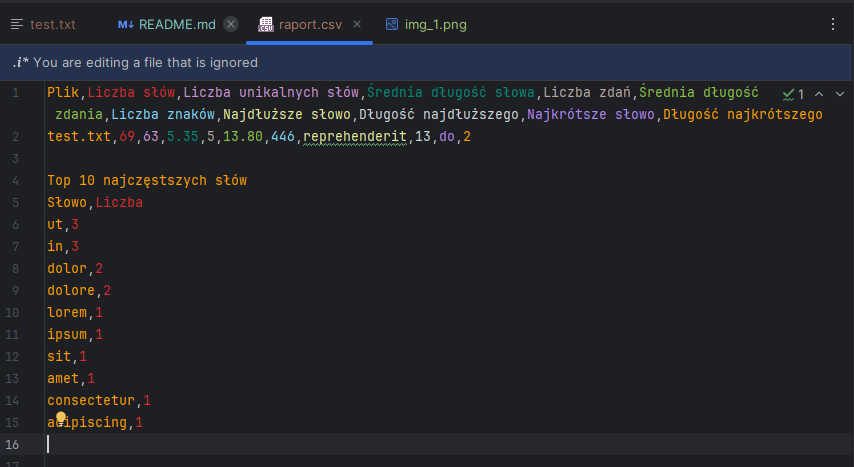 test.txt
M↓ README.md
CSV raport.csv
img_1.png
.i* You are editing a file that is ignored
1 Plik,Liczba słów,Liczba unikalnych słów,Średnia długość słowa,Liczba zdań,Średnia długość
zdania,Liczba znaków,Najdłuższe słowo,Długość najdłuższego,Najkrótsze słowo,Długość najkrótszego
1
2 test.txt,69,63,5.35,5,13.80,446,reprehenderit,13,do,2
3
4 Top 10 najczęstszych słów
5 Słowo,Liczba
6 ut,3
7 in,3
8 dolor,2
9 dolore,2
10 lorem,1
11 ipsum,1
12 sit,1
13 amet,1
14 consectetur,1
15 adipiscing,1
16
17